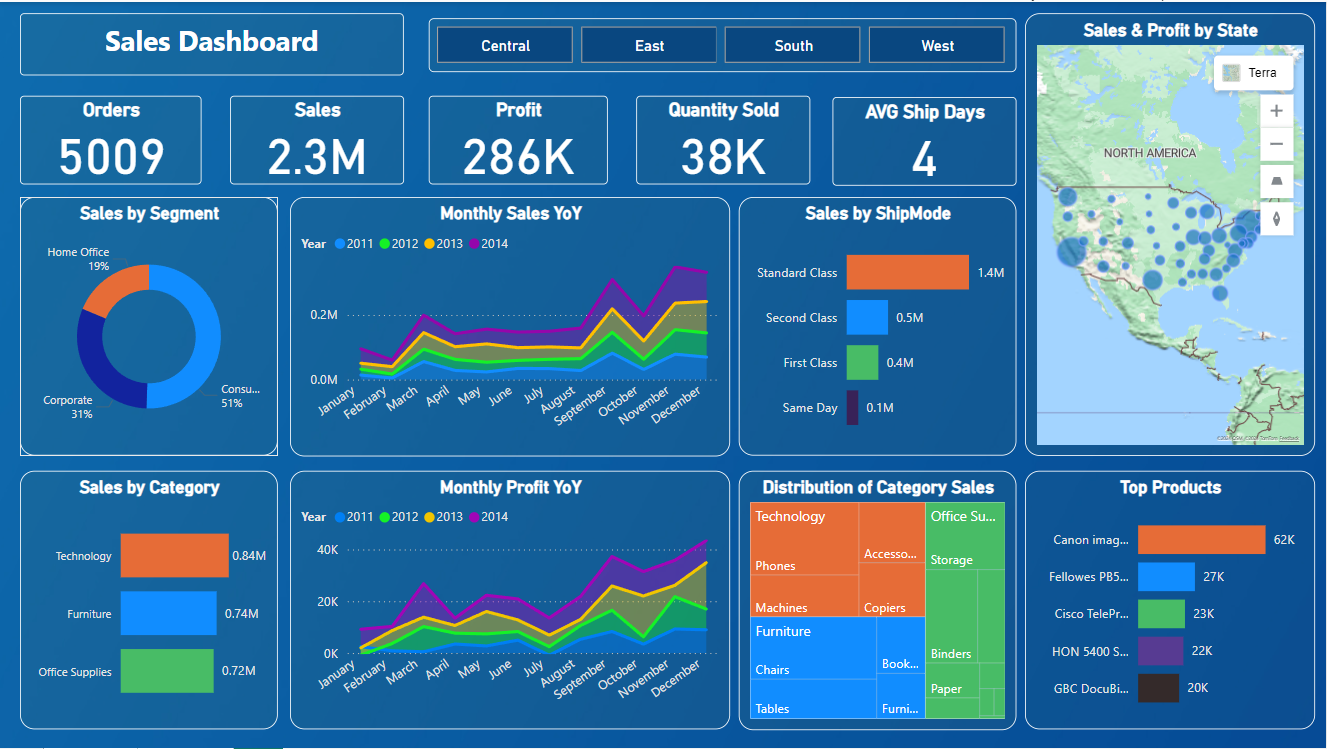 Sales Dashboard
Central
East
South
West
Sales & Profit by State
Terra
NORTH AMERICA
Orders
5009
Sales
2.3M
Profit
286K
Quantity Sold
38K
AVG Ship Days
4
Sales by Segment
Home Office
19%
Consu...
51%
Corporate
31%
Monthly Sales YoY
Year 2011 2012 2013 2014
0.2M
0.0M
January
February
March
April
May
June
July
August
September
October
November
December
Sales by ShipMode
Standard Class 1.4M
Second Class 0.5M
First Class 0.4M
Same Day 0.1M
Sales by Category
Technology 0.84M
Furniture 0.74M
Office Supplies 0.72M
Monthly Profit YoY
Year 2011 2012 2013 2014
40K
20K
0K
January
February
March
April
May
June
July
August
September
October
November
December
Distribution of Category Sales
Technology
Phones
Machines
Accesso...
Copiers
Furniture
Chairs
Tables
Book...
Furni...
Office Su...
Storage
Binders
Paper
Top Products
Canon imag... 62K
Fellowes PB5... 27K
Cisco TelePr... 23K
HON 5400 S... 22K
GBC DocuBi... 20K